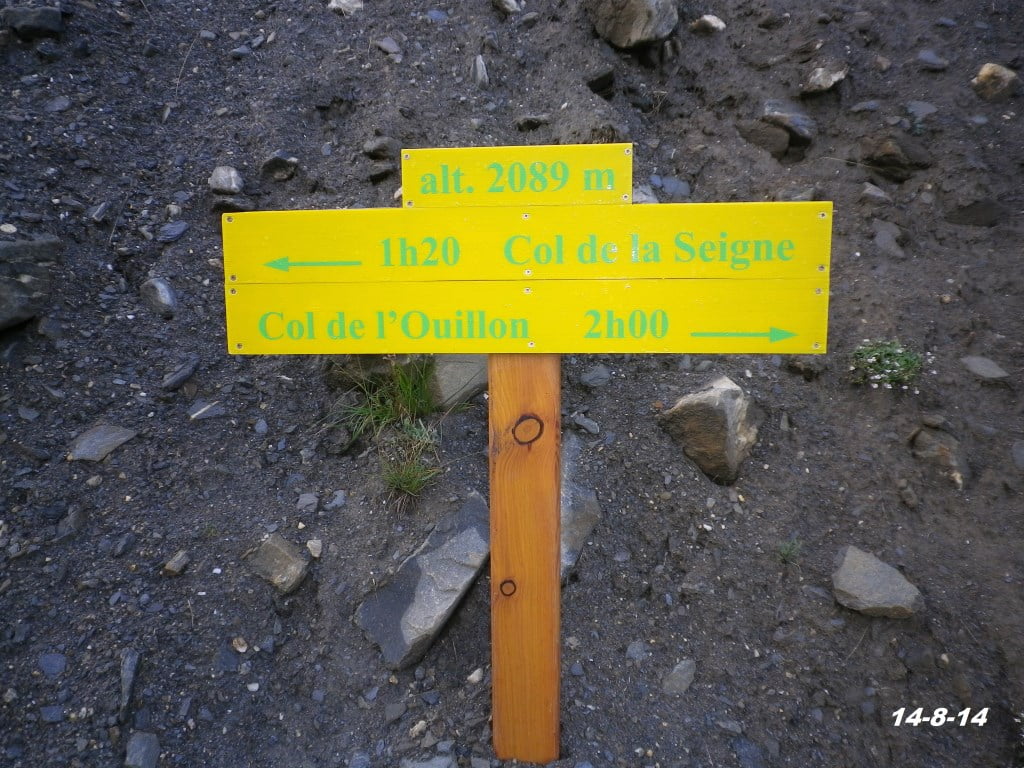 alt. 2089 m
1h20 Col de la Seigne
Col de l'Ouillon 2h00
14-8-14